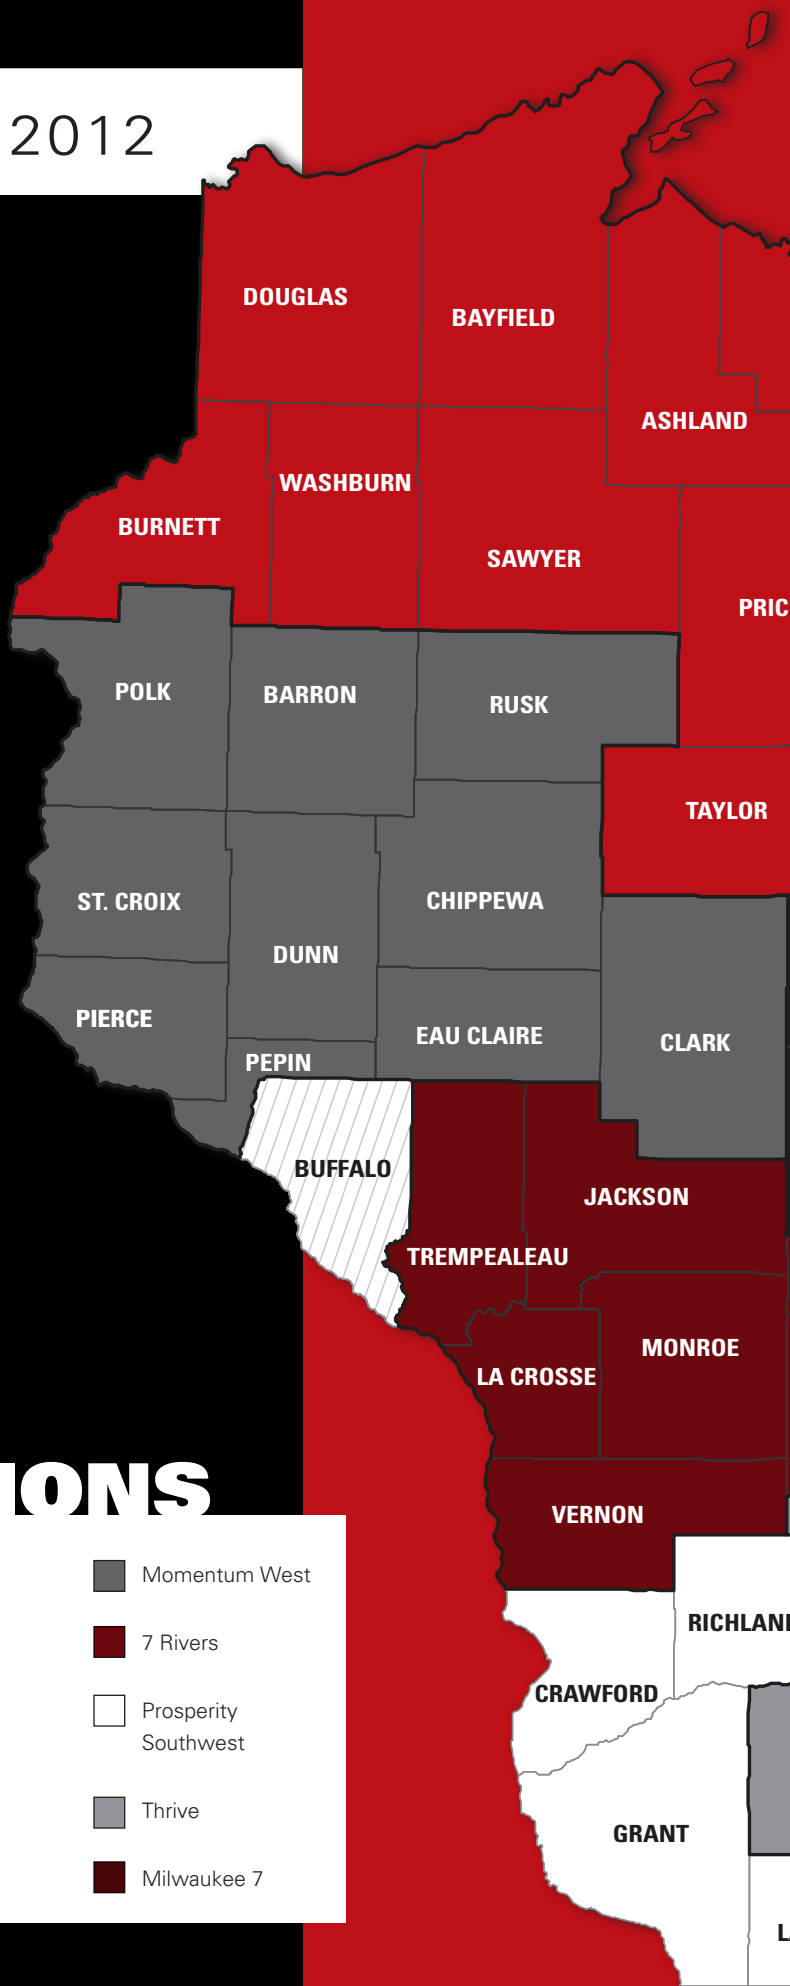 2012
DOUGLAS
BAYFIELD
ASHLAND
WASHBURN
BURNETT
SAWYER
PRIC
POLK
BARRON
RUSK
TAYLOR
ST. CROIX
CHIPPEWA
DUNN
PIERCE
EAU CLAIRE
CLARK
PEPIN
BUFFALO
JACKSON
TREMPEALEAU
MONROE
LA CROSSE
VERNON
RICHLAN
CRAWFORD
GRANT
IONS
Momentum West
7 Rivers
Prosperity
Southwest
Thrive
Milwaukee 7